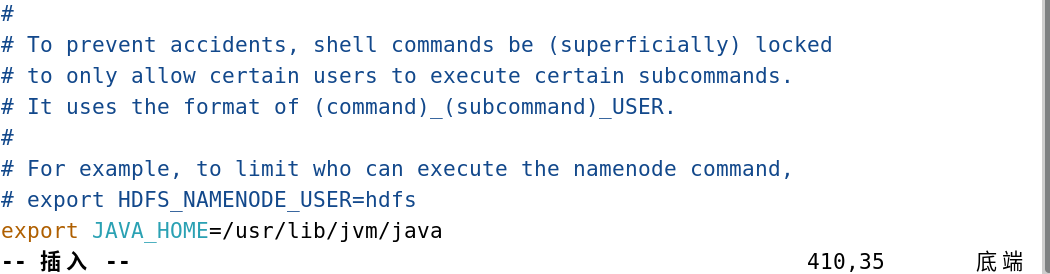 #
# To prevent accidents, shell commands be (superficially) locked
# to only allow certain users to execute certain subcommands.
# It uses the format of (command)_(subcommand)_USER.
#
# For example, to limit who can execute the namenode command,
# export HDFS_NAMENODE_USER=hdfs
export JAVA_HOME=/usr/lib/jvm/java
-- 插入 -- 410,35 底端